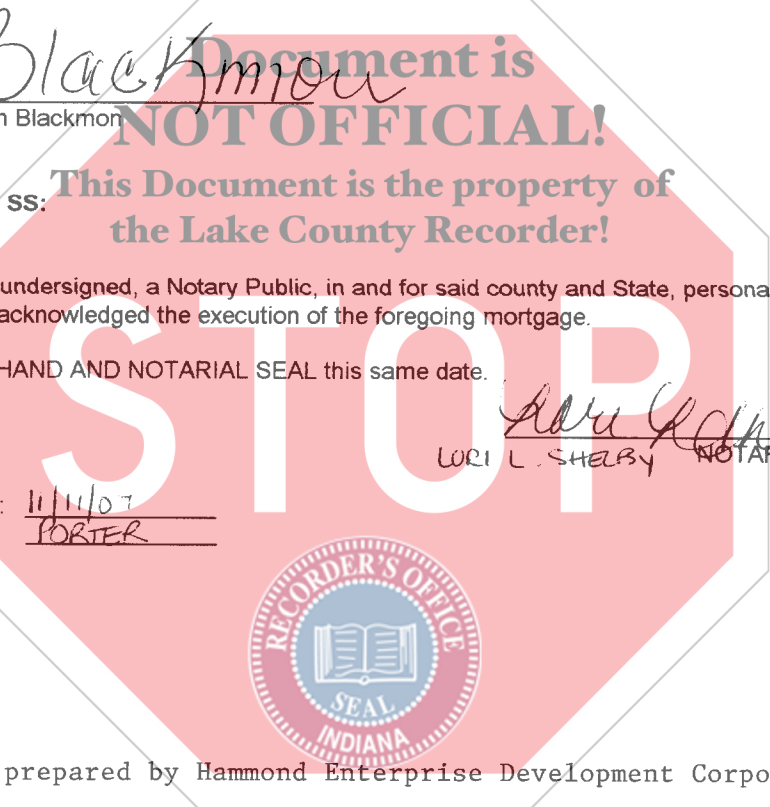 Blackmon
Document is
n Blackmon
NOT OFFICIAL!
This Document is the property of
ss:
the Lake County Recorder!
undersigned, a Notary Public, in and for said county and State, persona
acknowledged the execution of the foregoing mortgage.
HAND AND NOTARIAL SEAL this same date.
STOP
LORI L. SHELBY NOTAR
: 11/11/07
PORTER
RECORDER'S OFFICE
SEAL
INDIANA
prepared by Hammond Enterprise Development Corpo